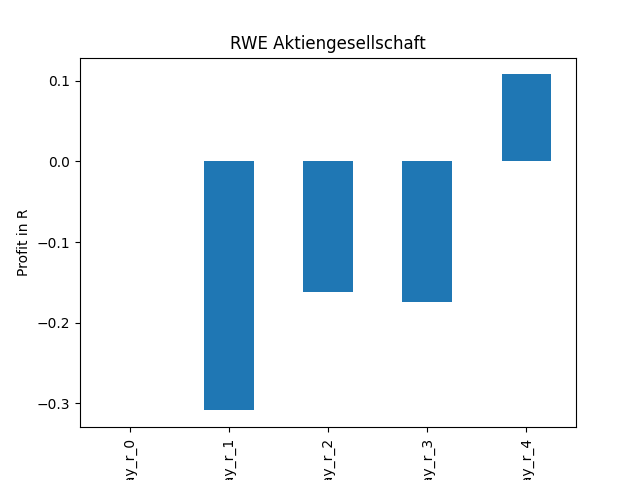 RWE Aktiengesellschaft
Profit in R
0.1
0.0
−0.1
−0.2
−0.3
ay_r_0
ay_r_1
ay_r_2
ay_r_3
ay_r_4